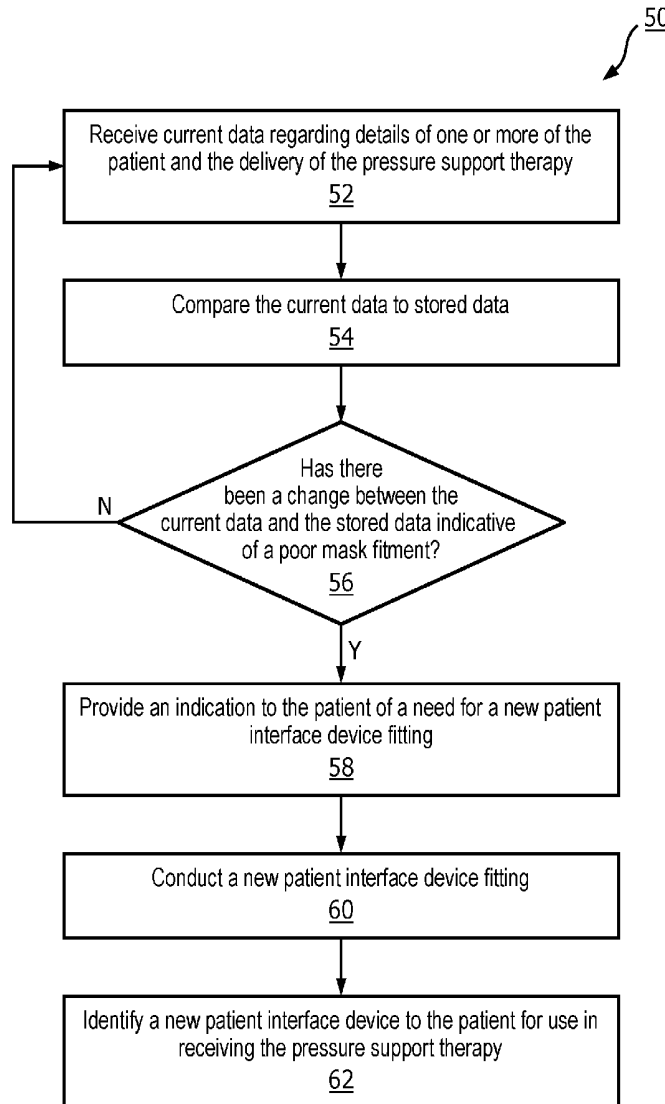 50
Receive current data regarding details of one or more of the
patient and the delivery of the pressure support therapy
52
Compare the current data to stored data
54
Has there
been a change between the
current data and the stored data indicative
of a poor mask fitment?
56
N
Y
Provide an indication to the patient of a need for a new patient
interface device fitting
58
Conduct a new patient interface device fitting
60
Identify a new patient interface device to the patient for use in
receiving the pressure support therapy
62